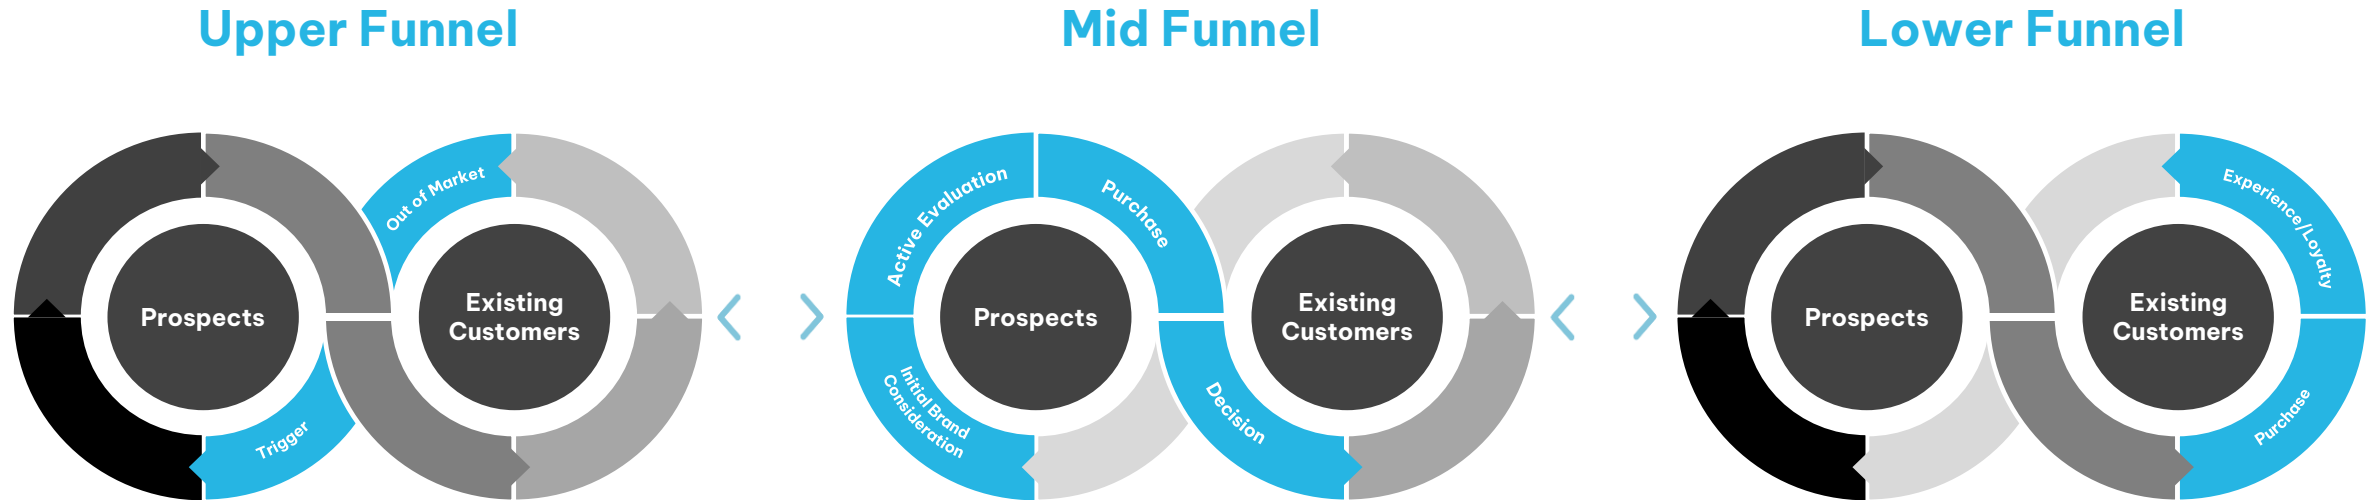 Upper Funnel
Out of Market
Prospects
Existing
Customers
Trigger
Mid Funnel
Active Evaluation
Purchase
Prospects
Existing
Customers
Initial Brand
Consideration
Decision
Lower Funnel
Experience/Loyalty
Prospects
Existing
Customers
Purchase